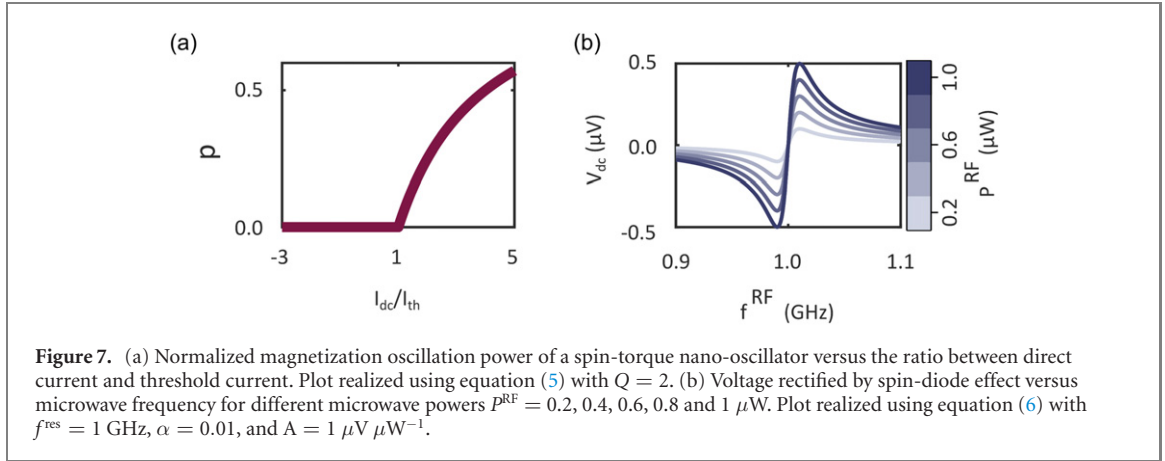 (a)
p
0.5
0.0
-3
1
5
I_dc/I_th
(b)
V_dc (μV)
0.5
0.0
-0.5
0.9
1.0
1.1
f^RF (GHz)
1.0
0.6
0.2
P^RF (μW)
Figure 7. (a) Normalized magnetization oscillation power of a spin-torque nano-oscillator versus the ratio between direct
current and threshold current. Plot realized using equation (5) with Q = 2. (b) Voltage rectified by spin-diode effect versus
microwave frequency for different microwave powers P^RF = 0.2, 0.4, 0.6, 0.8 and 1 μW. Plot realized using equation (6) with
f^res = 1 GHz, α = 0.01, and A = 1 μV μW⁻¹.